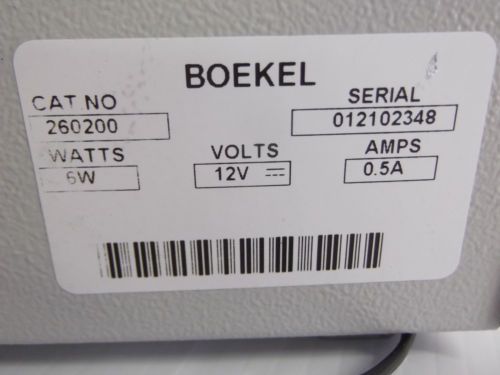 BOEKEL
CAT NO SERIAL
260200 012102348
WATTS VOLTS AMPS
6W 12V ⎓ 0.5A